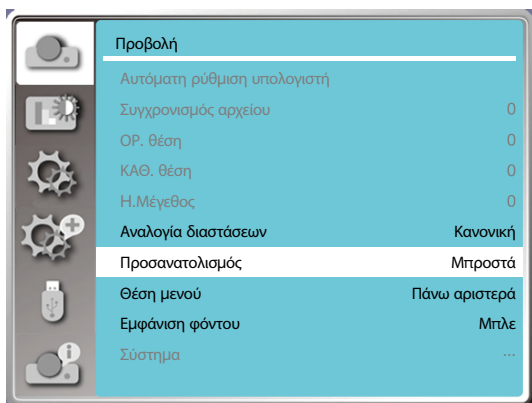 Προβολή
Αυτόματη ρύθμιση υπολογιστή
Συγχρονισμός αρχείου 0
ΟΡ. θέση 0
ΚΑΘ. θέση 0
Η.Μέγεθος 0
Αναλογία διαστάσεων Κανονική
Προσανατολισμός Μπροστά
Θέση μενού Πάνω αριστερά
Εμφάνιση φόντου Μπλε
Σύστημα ...